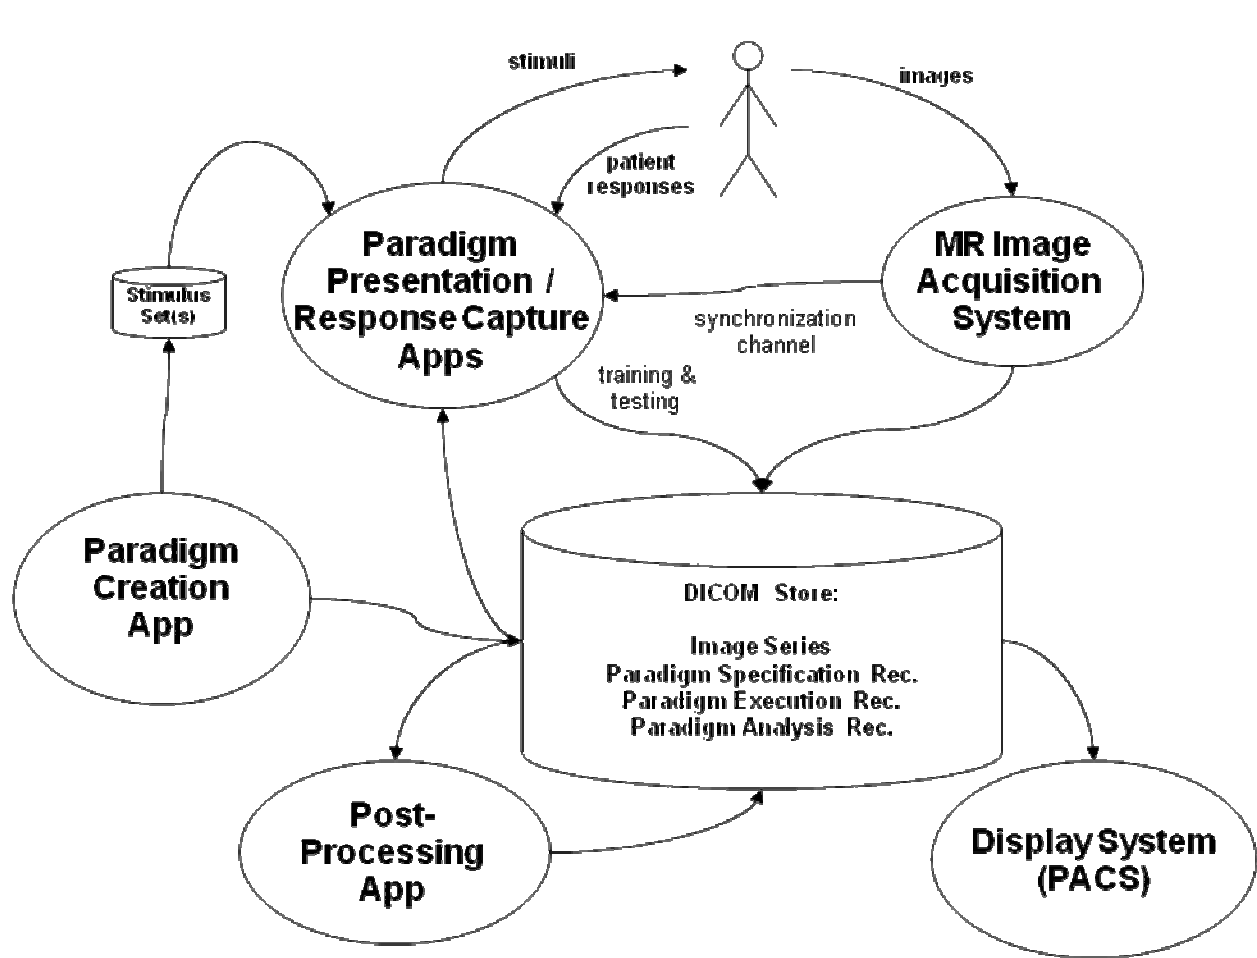 stimuli
images
patient
responses
Paradigm
Presentation /
Response Capture
Apps
MR Image
Acquisition
System
Stimulus
Set(s)
synchronization
channel
training &
testing
Paradigm
Creation
App
DICOM Store:
Image Series
Paradigm Specification Rec.
Paradigm Execution Rec.
Paradigm Analysis Rec.
Post-
Processing
App
Display System
(PACS)